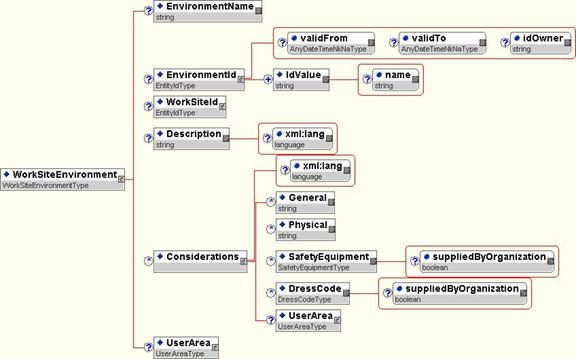 EnvironmentName
string
validFrom
AnyDateTimeNkNaType
validTo
AnyDateTimeNkNaType
idOwner
string
EnvironmentId
EntityIdType
IdValue
string
name
string
WorkSiteId
EntityIdType
Description
string
xml:lang
language
WorkSiteEnvironment
WorkSiteEnvironmentType
xml:lang
language
General
string
Physical
string
Considerations
SafetyEquipment
SafetyEquipmentType
suppliedByOrganization
boolean
DressCode
DressCodeType
suppliedByOrganization
boolean
UserArea
UserAreaType
UserArea
UserAreaType